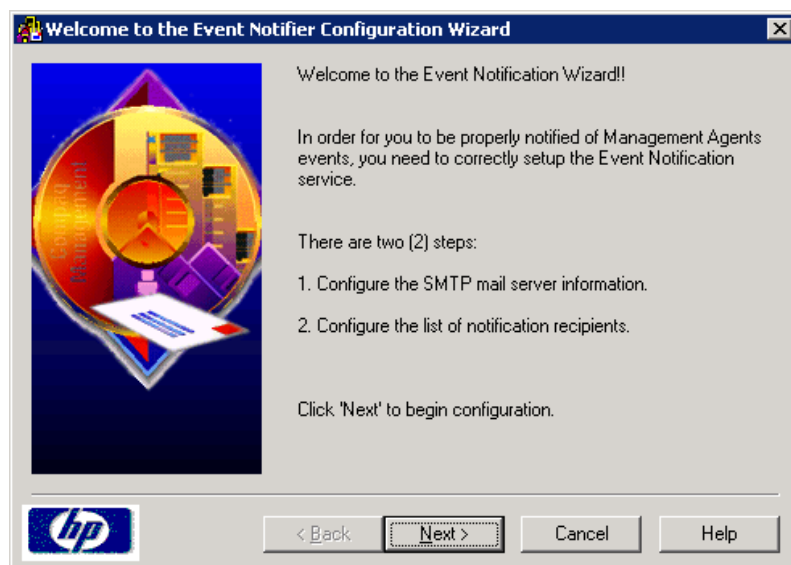 Welcome to the Event Notifier Configuration Wizard
Welcome to the Event Notification Wizard!!
In order for you to be properly notified of Management Agents
events, you need to correctly setup the Event Notification
service.
There are two (2) steps:
1. Configure the SMTP mail server information.
2. Configure the list of notification recipients.
Click 'Next' to begin configuration.
Compaq
Management
hp
< Back
Next >
Cancel
Help